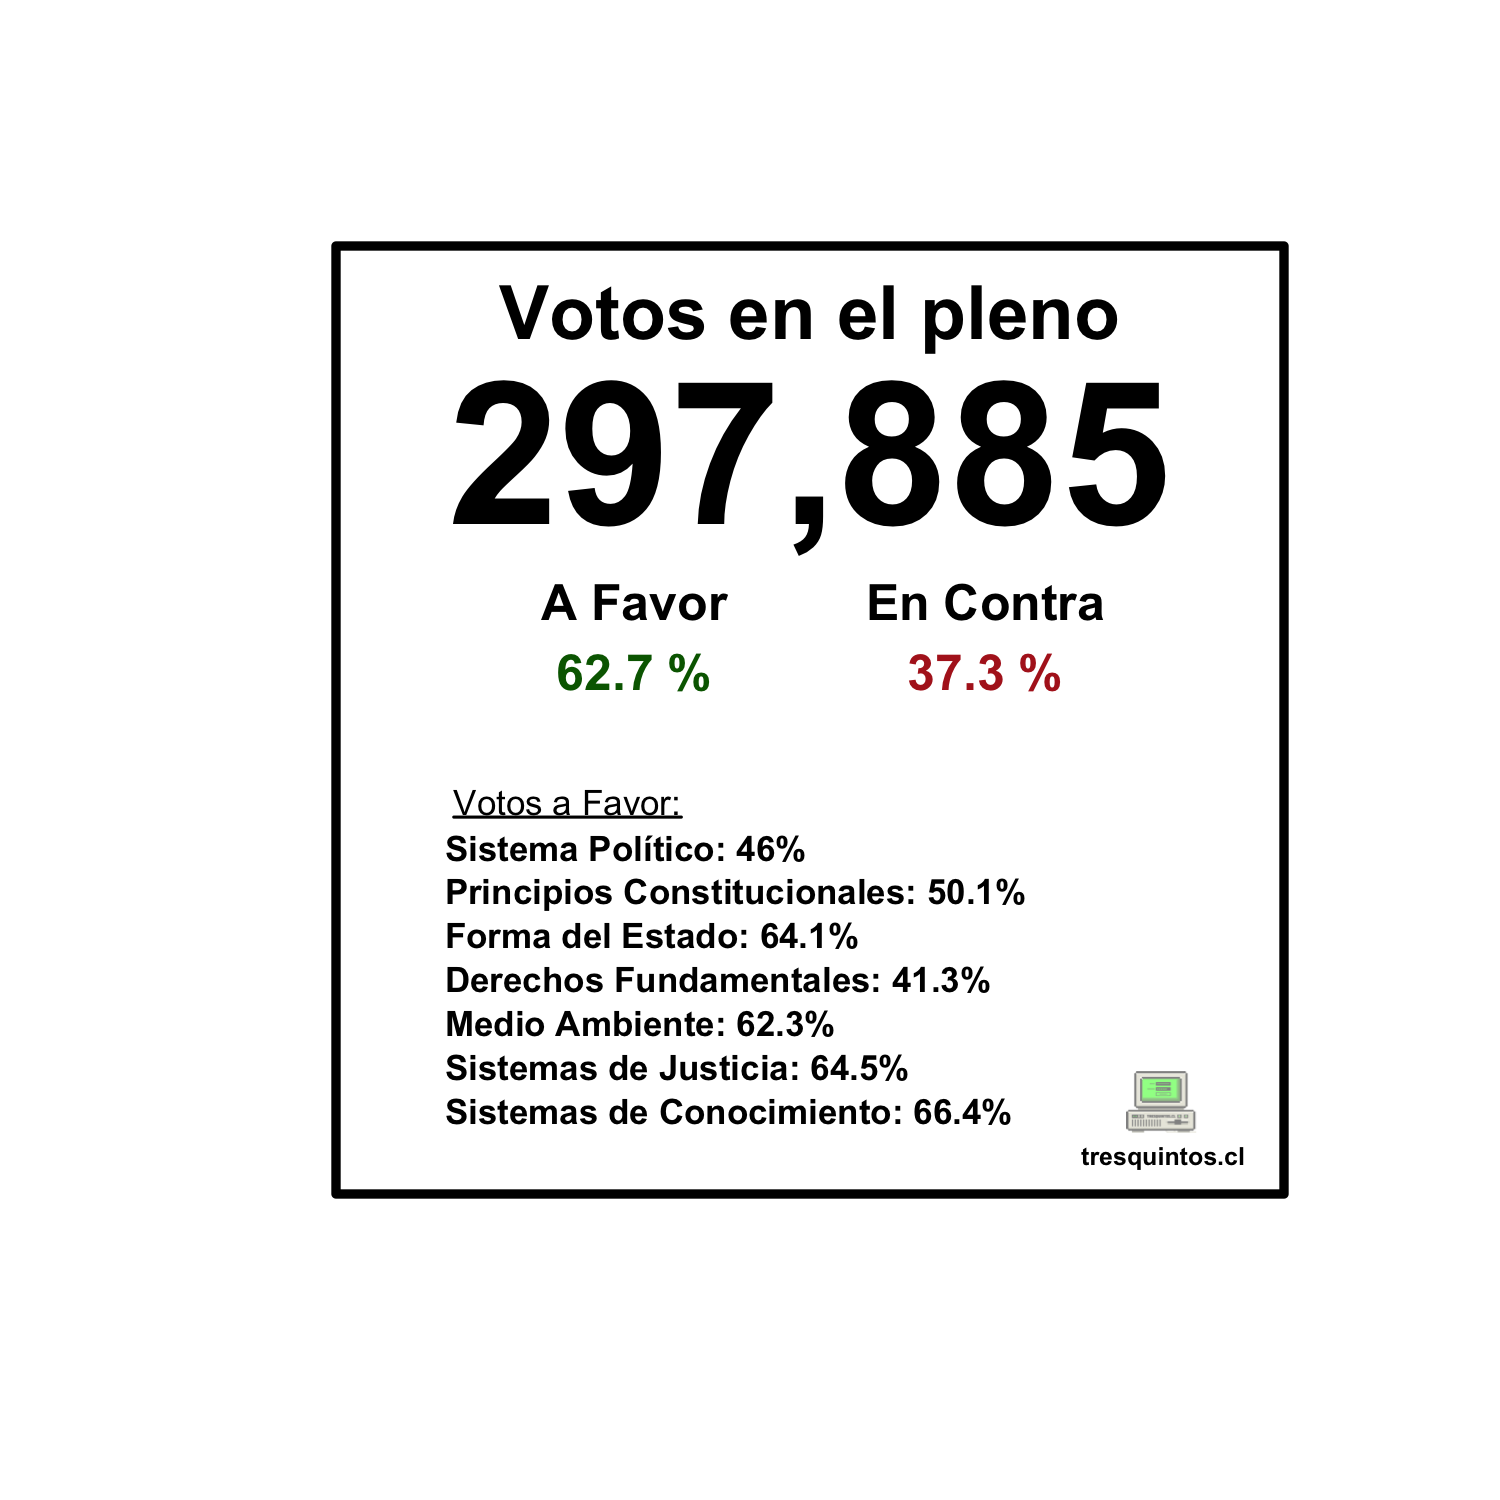 Votos en el pleno
297,885
A Favor En Contra
62.7 % 37.3 %
Votos a Favor:
Sistema Político: 46%
Principios Constitucionales: 50.1%
Forma del Estado: 64.1%
Derechos Fundamentales: 41.3%
Medio Ambiente: 62.3%
Sistemas de Justicia: 64.5%
Sistemas de Conocimiento: 66.4%
tresquintos.cl